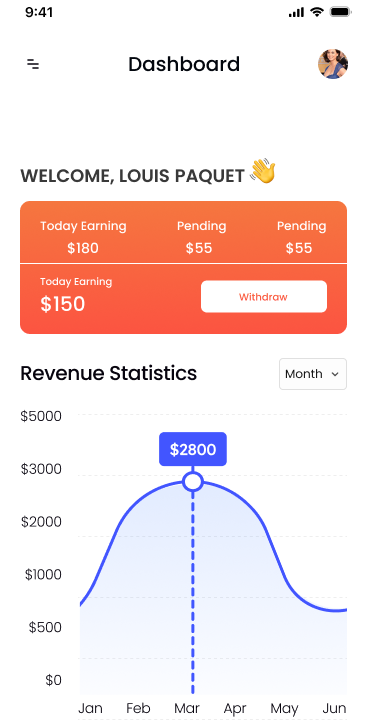 9:41
Dashboard
WELCOME, LOUIS PAQUET 👋
Today Earning Pending Pending
$180 $55 $55
Today Earning
$150
Withdraw
Revenue Statistics
Month
$5000
$2800
$3000
$2000
$1000
$500
$0
Jan Feb Mar Apr May Jun